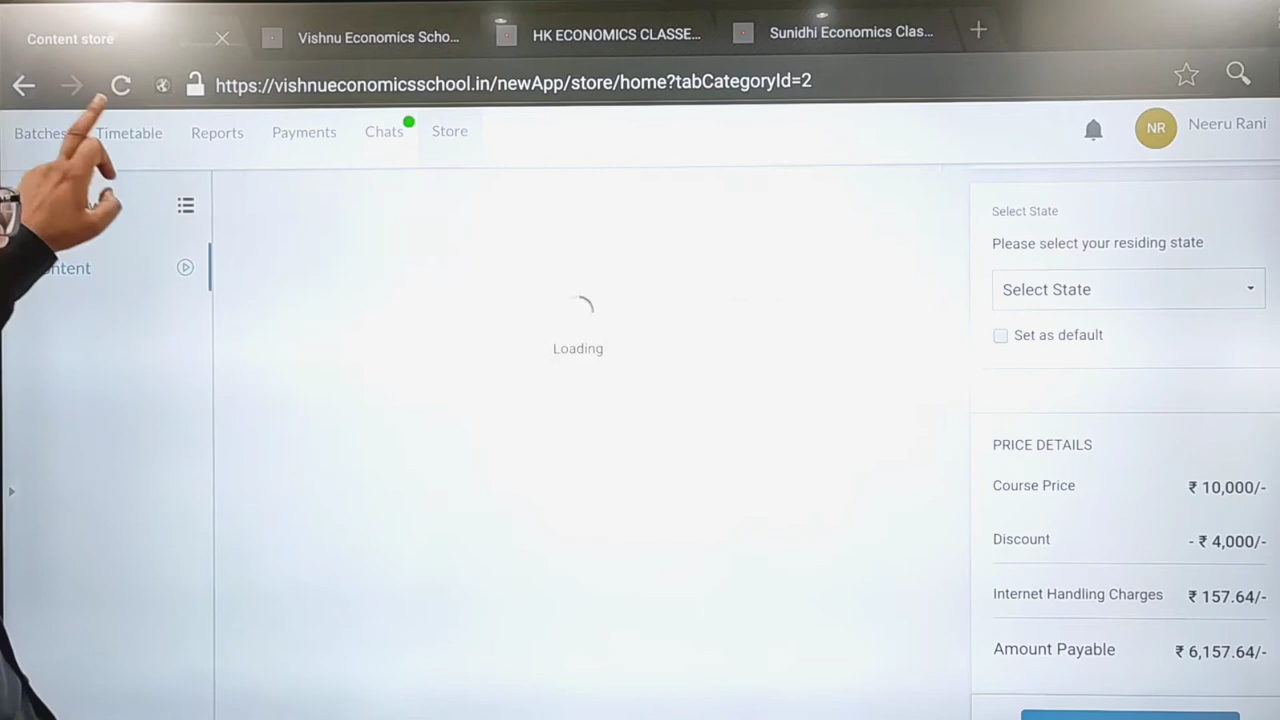 Content store
Vishnu Economics Scho...
HK ECONOMICS CLASSE...
Sunidhi Economics Clas...
https://vishnueconomicsschool.in/newApp/store/home?tabCategoryId=2
Batches
Timetable
Reports
Payments
Chats
Store
NR
Neeru Rani
Loading
Select State
Please select your residing state
Select State
Set as default
PRICE DETAILS
Course Price ₹ 10,000/-
Discount - ₹ 4,000/-
Internet Handling Charges ₹ 157.64/-
Amount Payable ₹ 6,157.64/-